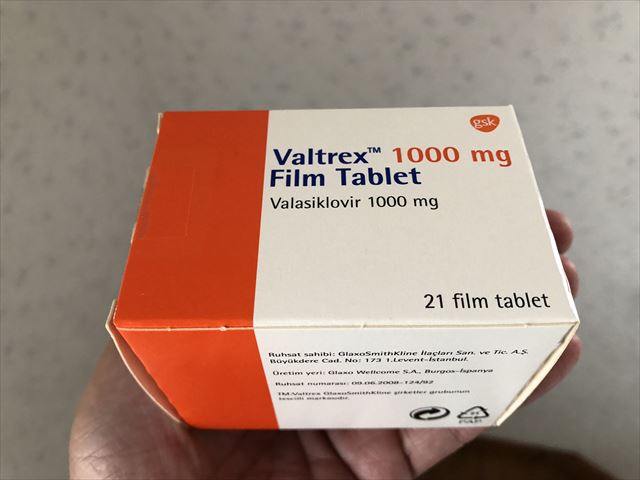 gsk
Valtrex™ 1000 mg
Film Tablet
Valasiklovir 1000 mg
21 film tablet
Ruhsat sahibi: GlaxoSmithKline İlaçları San. ve Tic. A.Ş.
Büyükdere Cad. No: 173 1.Levent-İstanbul.
Üretim yeri: Glaxo Wellcome S.A., Burgos-İspanya
Ruhsat numarası: 09.06.2008-124/92
TM:Valtrex GlaxoSmithKline şirketler grubunun
tescilli markasıdır.
PAP